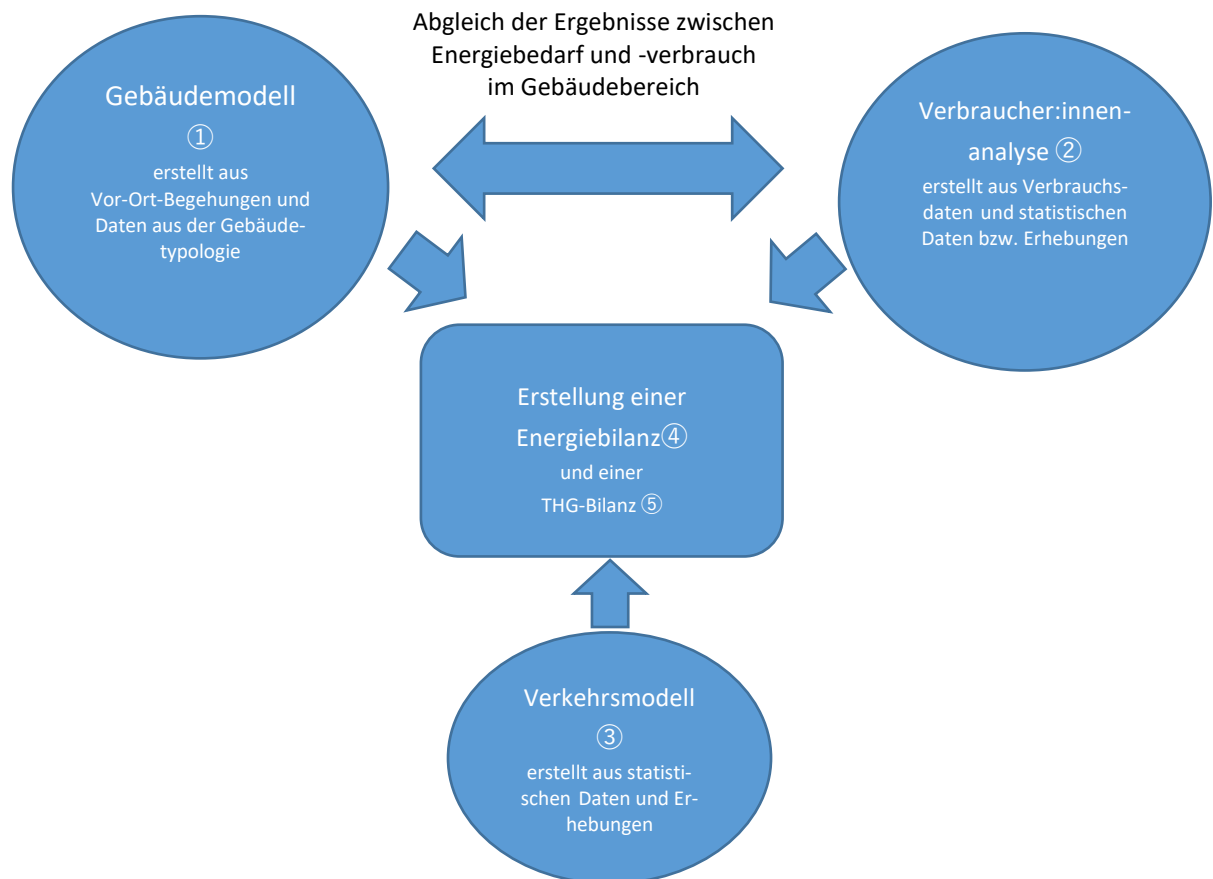 Abgleich der Ergebnisse zwischen
Energiebedarf und -verbrauch
im Gebäudebereich
Gebäudemodell
①
erstellt aus
Vor-Ort-Begehungen und
Daten aus der Gebäude-
typologie
Verbraucher:innen-
analyse ②
erstellt aus Verbrauchs-
daten und statistischen
Daten bzw. Erhebungen
Erstellung einer
Energiebilanz④
und einer
THG-Bilanz ⑤
Verkehrsmodell
③
erstellt aus statisti-
schen Daten und Er-
hebungen